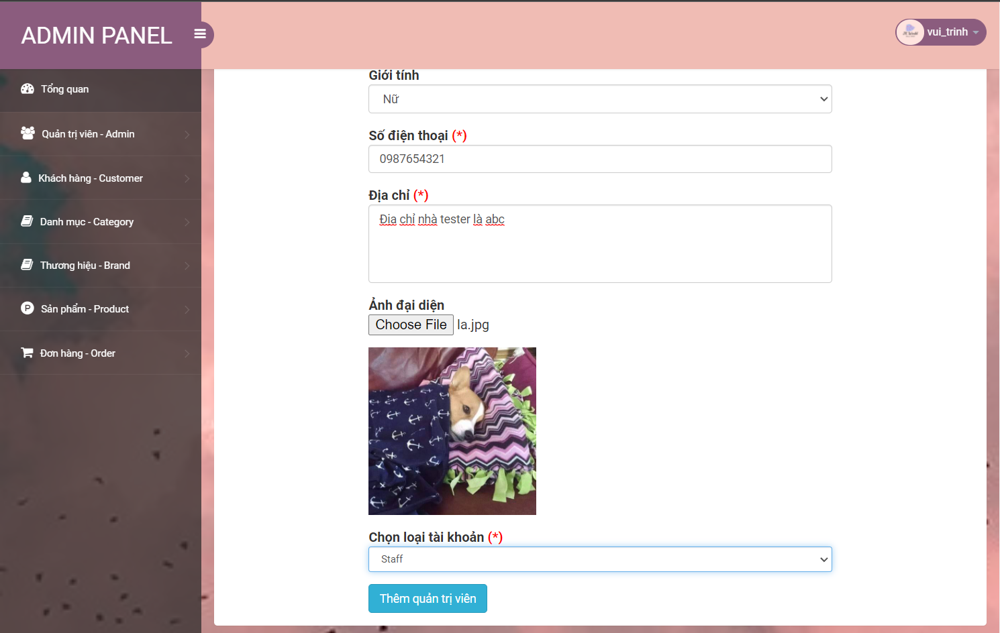 ADMIN PANEL
vui_trinh
Tổng quan
Quản trị viên - Admin
Khách hàng - Customer
Danh mục - Category
Thương hiệu - Brand
Sản phẩm - Product
Đơn hàng - Order
Giới tính
Nữ
Số điện thoại (*)
0987654321
Địa chỉ (*)
Địa chỉ nhà tester là abc
Ảnh đại diện
Choose File la.jpg
Chọn loại tài khoản (*)
Staff
Thêm quản trị viên